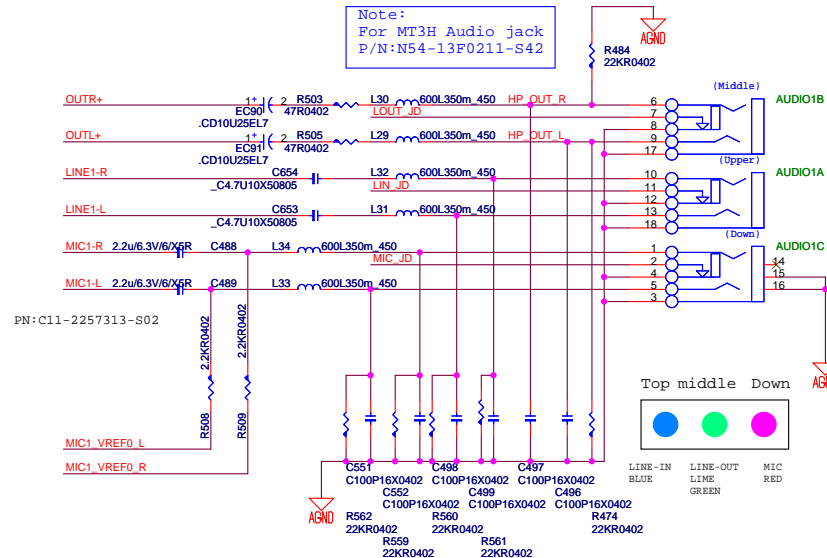 Note:
For MT3H Audio jack
P/N:N54-13F0211-S42
AGND
R484
22KR0402
(Middle)
OUTR+
1 + 2
EC90
.CD10U25EL7
R503
47R0402
L30
600L350m_450
HP_OUT_R
6
AUDIO1B
LOUT_JD
7
8
OUTL+
1 + 2
EC91
.CD10U25EL7
R505
47R0402
L29
600L350m_450
HP_OUT_L
9
17
(Upper)
LINE1-R
C654
_C4.7U10X50805
L32
600L350m_450
10
AUDIO1A
LIN_JD
11
12
LINE1-L
C653
_C4.7U10X50805
L31
600L350m_450
13
18
(Down)
MIC1-R
2.2u/6.3V/6/X5R
C488
L34
600L350m_450
1
AUDIO1C
MIC_JD
2
14
4
15
MIC1-L
2.2u/6.3V/6/X5R
C489
L33
600L350m_450
5
16
3
PN:C11-2257313-S02
2.2KR0402
2.2KR0402
R508
R509
AGND
Top middle Down
MIC1_VREF0_L
MIC1_VREF0_R
LINE-IN
BLUE
LINE-OUT
LIME
GREEN
MIC
RED
C551
C100P16X0402
C498
C100P16X0402
C497
C100P16X0402
C552
C100P16X0402
C499
C100P16X0402
C496
C100P16X0402
AGND
R562
22KR0402
R560
22KR0402
R474
22KR0402
R559
22KR0402
R561
22KR0402